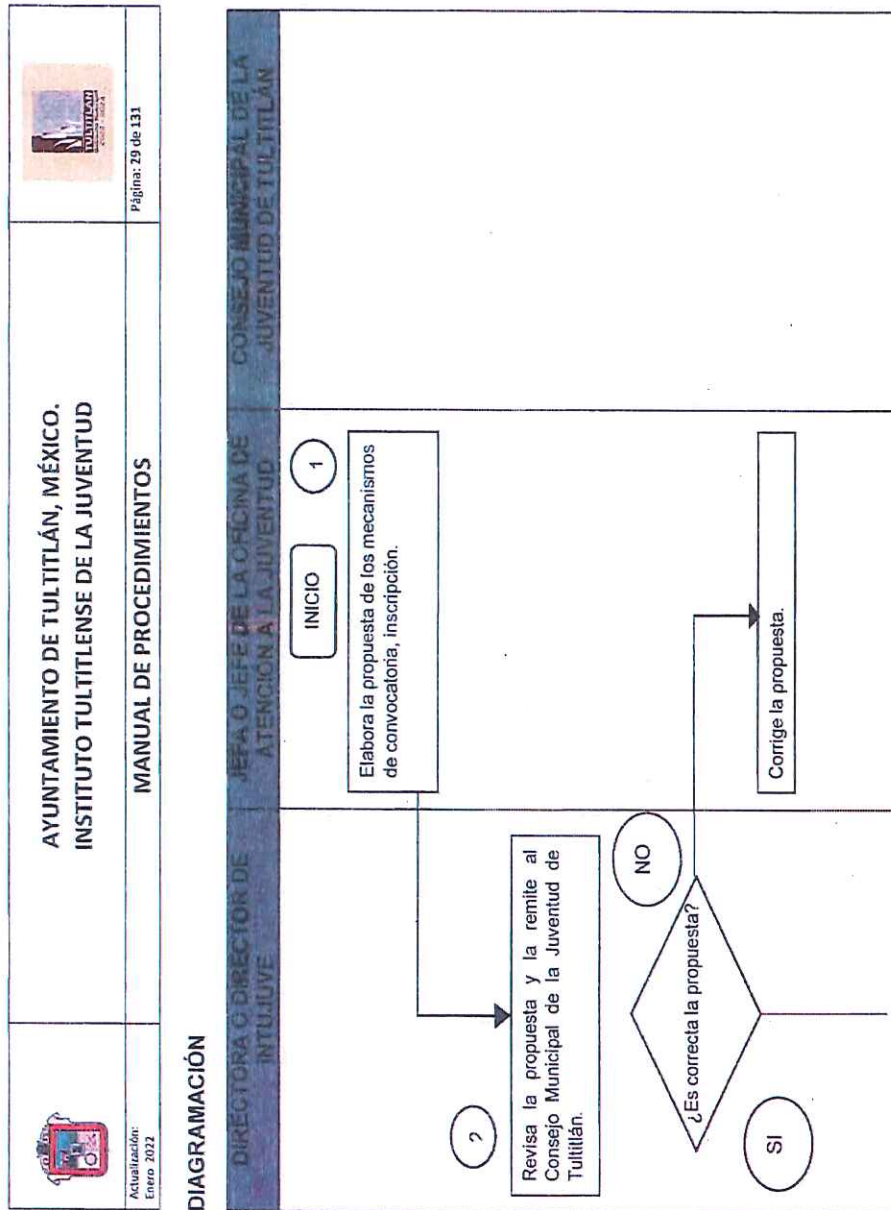 AYUNTAMIENTO DE TULTITLÁN, MÉXICO.
INSTITUTO TULTITLENSE DE LA JUVENTUD
TULTITLÁN
Actualización:
Enero 2022
MANUAL DE PROCEDIMIENTOS
Página: 29 de 131
DIAGRAMACIÓN
DIRECTORA O DIRECTOR DE
INTUJUVE
JEFA O JEFE DE LA OFICINA DE
ATENCIÓN A LA JUVENTUD
CONSEJO MUNICIPAL DE LA
JUVENTUD DE TULTITLÁN
INICIO
1
Elabora la propuesta de los mecanismos
de convocatoria, inscripción.
2
Revisa la propuesta y la remite al
Consejo Municipal de la Juventud de
Tultitlán.
NO
¿Es correcta la propuesta?
SI
Corrige la propuesta.